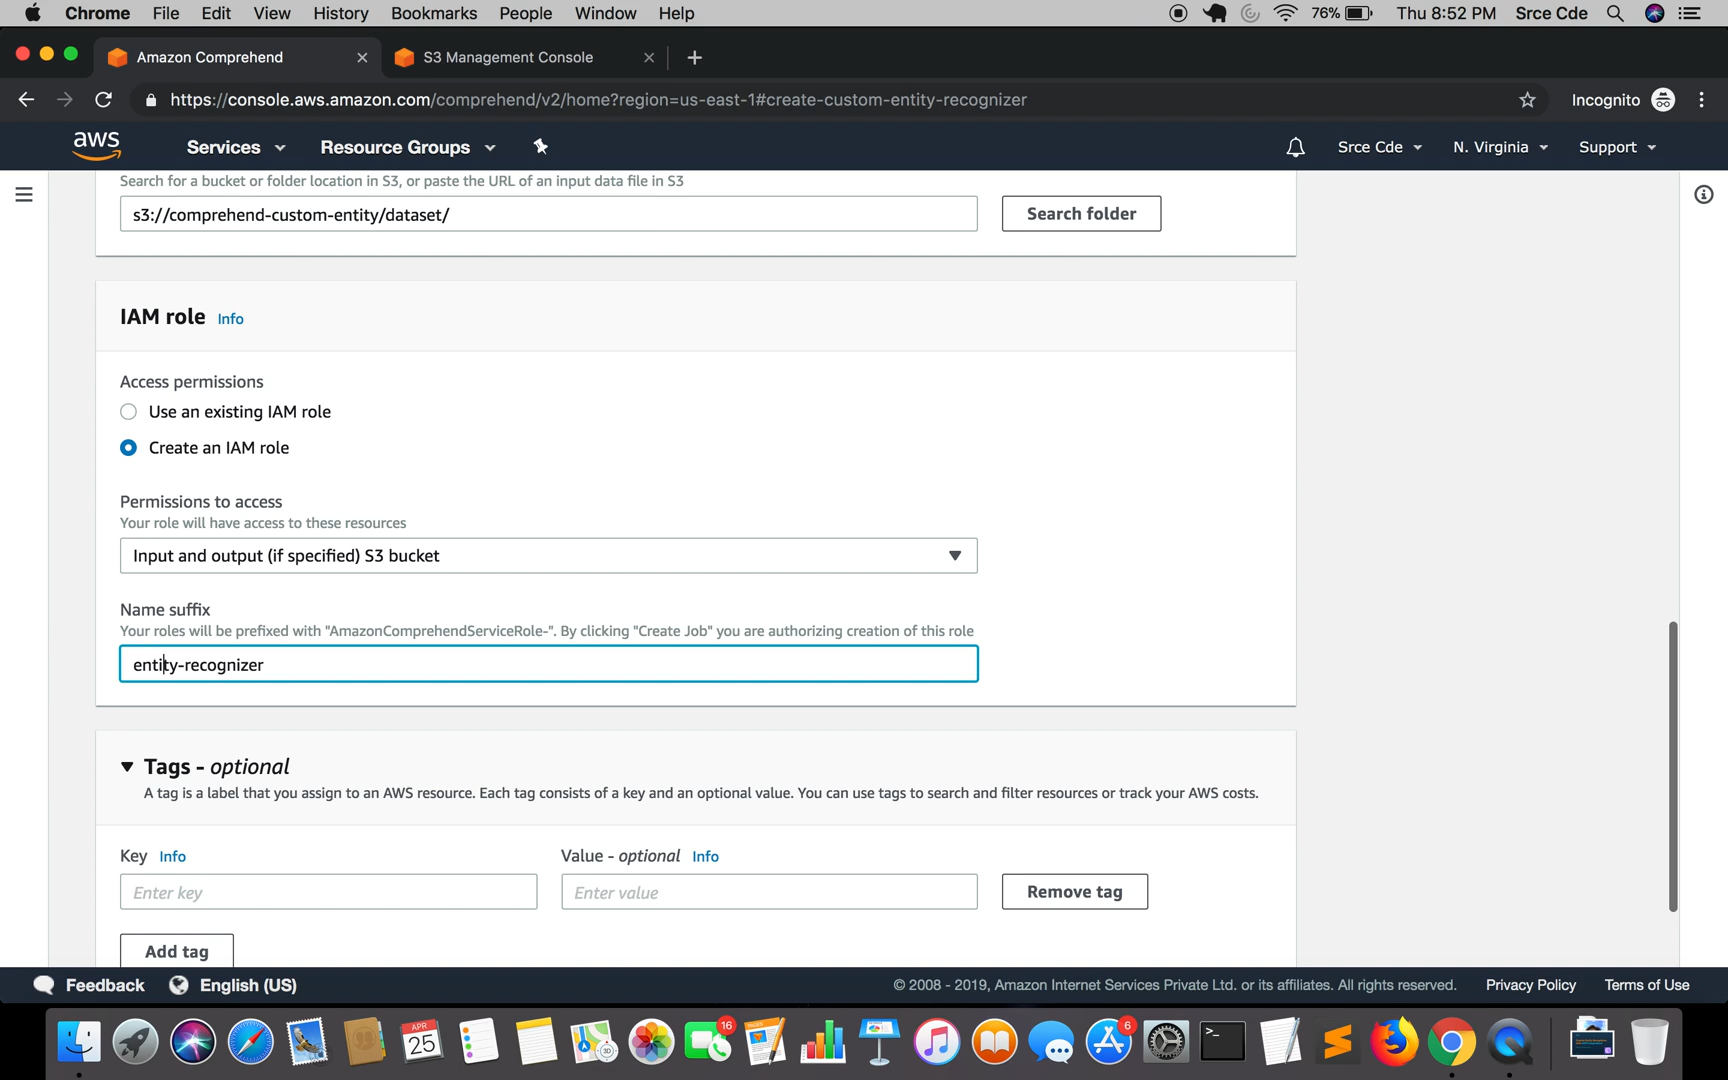 Chrome File Edit View History Bookmarks People Window Help 76% Thu 8:52 PM Srce Cde
Amazon Comprehend S3 Management Console
https://console.aws.amazon.com/comprehend/v2/home?region=us-east-1#create-custom-entity-recognizer Incognito
aws Services Resource Groups Srce Cde N. Virginia Support
Search for a bucket or folder location in S3, or paste the URL of an input data file in S3
s3://comprehend-custom-entity/dataset/ Search folder
IAM role Info
Access permissions
Use an existing IAM role
Create an IAM role
Permissions to access
Your role will have access to these resources
Input and output (if specified) S3 bucket
Name suffix
Your roles will be prefixed with "AmazonComprehendServiceRole-". By clicking "Create Job" you are authorizing creation of this role
entity-recognizer
Tags - optional
A tag is a label that you assign to an AWS resource. Each tag consists of a key and an optional value. You can use tags to search and filter resources or track your AWS costs.
Key Info Value - optional Info
Enter key Enter value Remove tag
Add tag
Feedback English (US) © 2008 - 2019, Amazon Internet Services Private Ltd. or its affiliates. All rights reserved. Privacy Policy Terms of Use
APR
25
3D
16
PAGES
6
>_